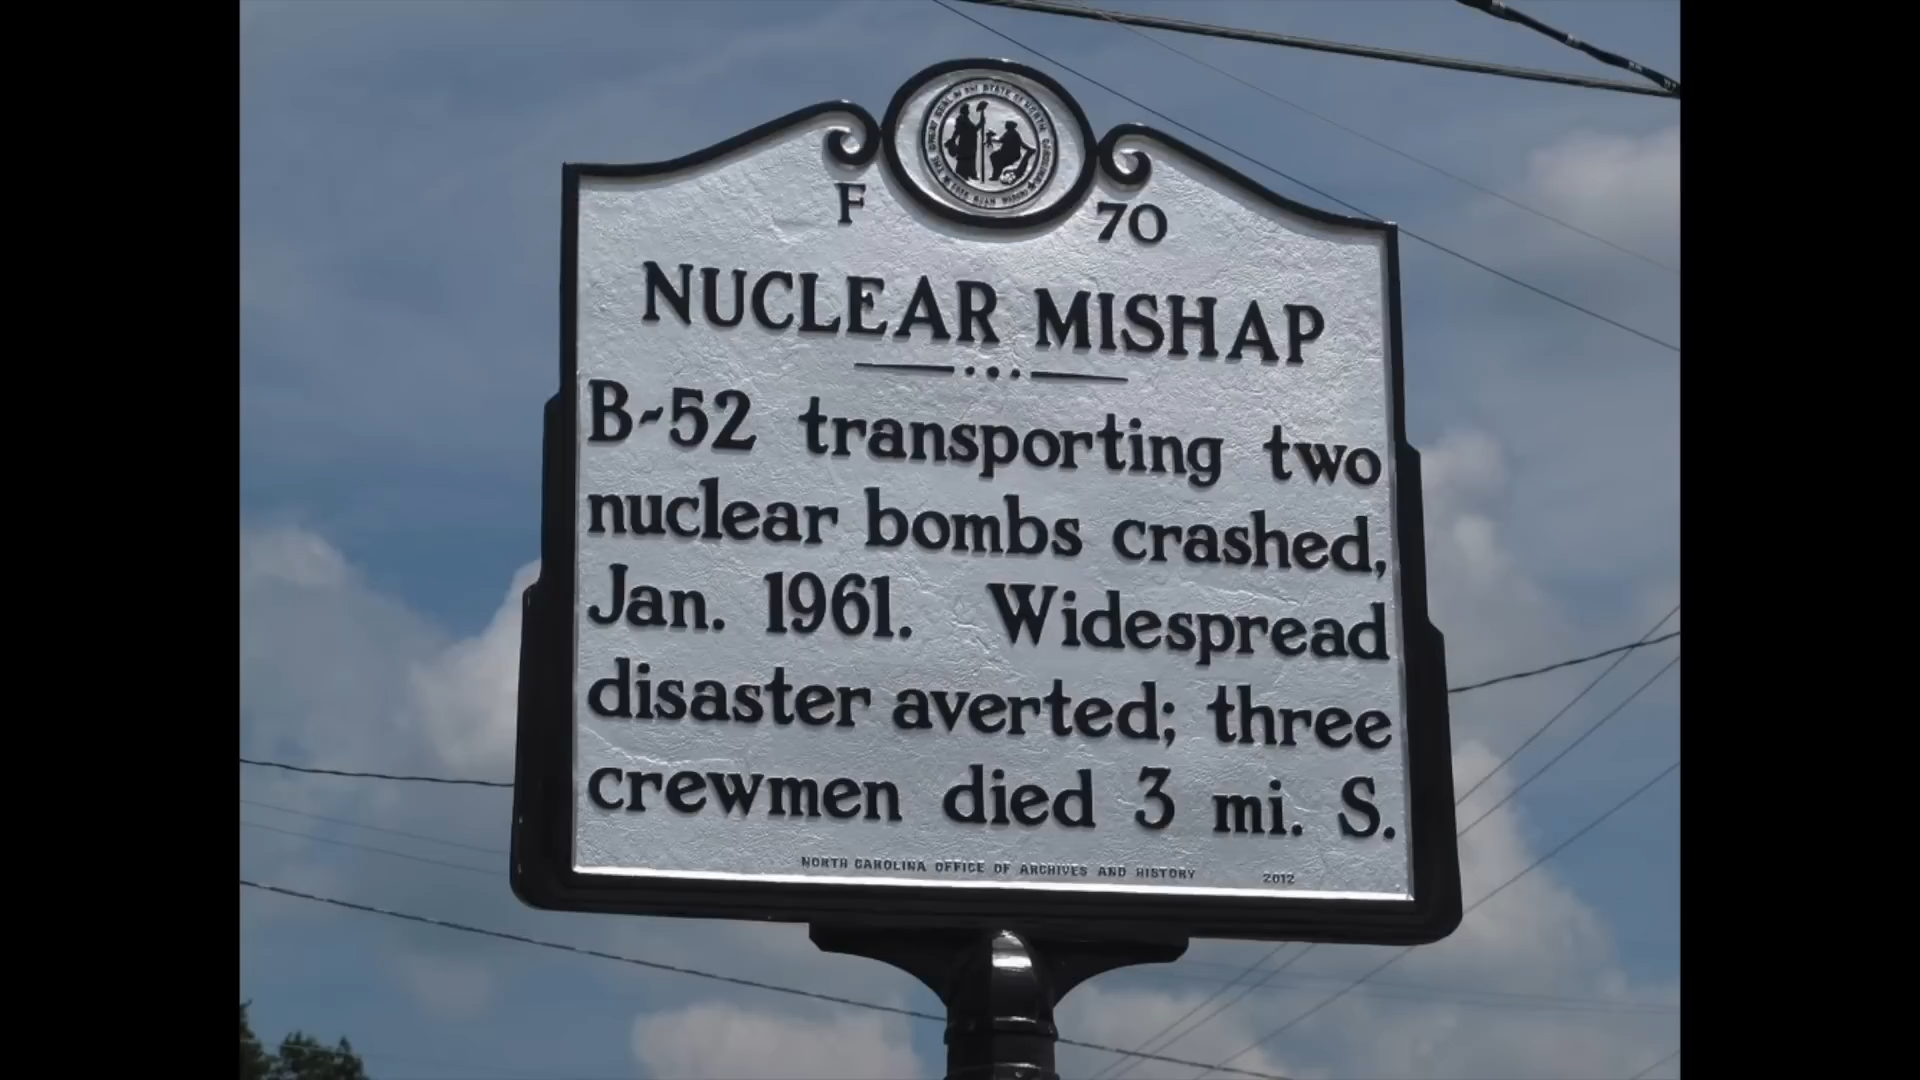 F 70
NUCLEAR MISHAP
B-52 transporting two
nuclear bombs crashed,
Jan. 1961. Widespread
disaster averted; three
crewmen died 3 mi. S.
NORTH CAROLINA OFFICE OF ARCHIVES AND HISTORY 2012